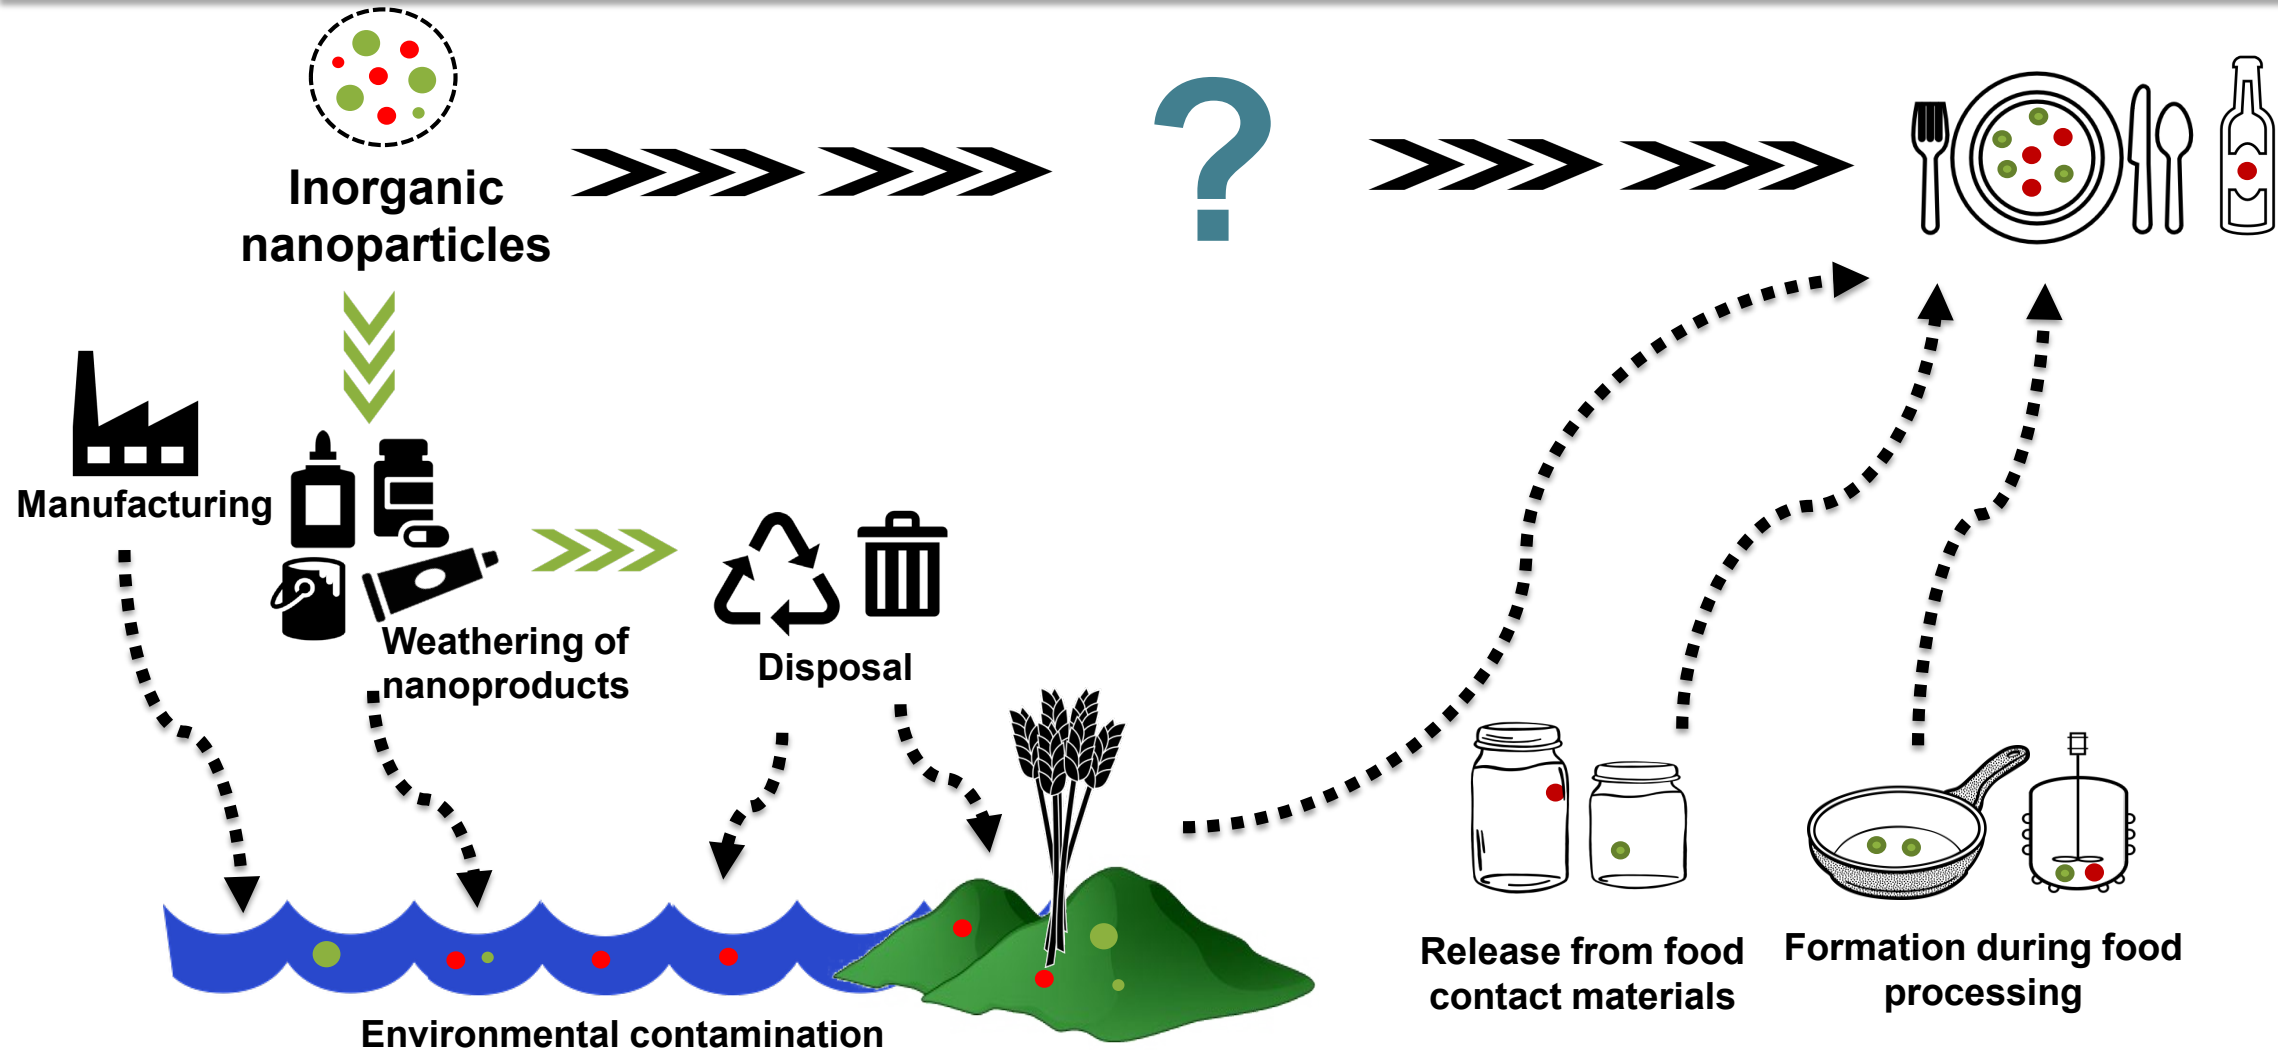 Inorganic
nanoparticles
?
Manufacturing
Weathering of
nanoproducts
Disposal
Environmental contamination
Release from food
contact materials
Formation during food
processing